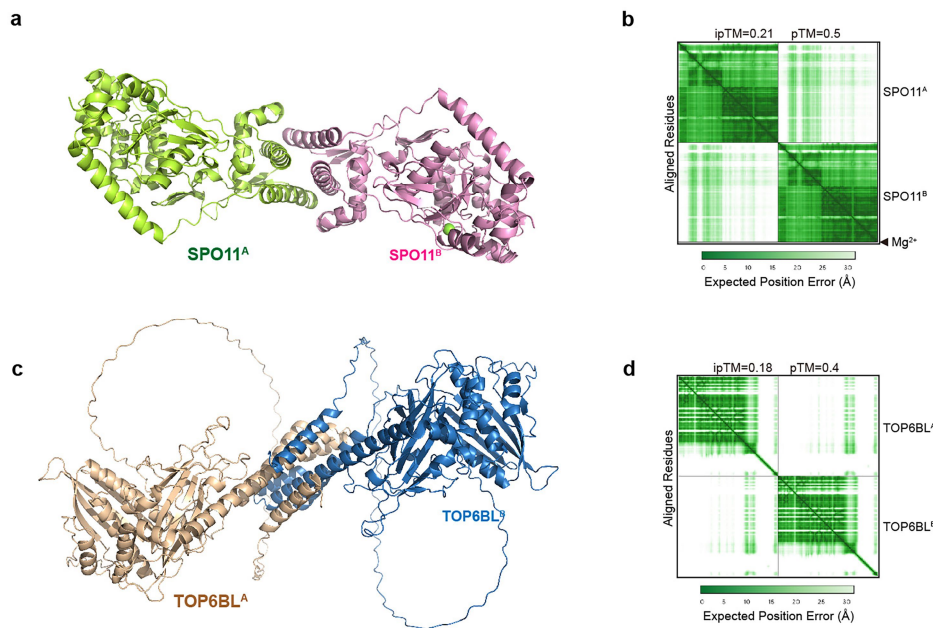 a
SPO11ᴬ
SPO11ᴮ
b
ipTM=0.21 pTM=0.5
Aligned Residues
SPO11ᴬ
SPO11ᴮ
Mg²⁺
0 5 10 15 20 25 30
Expected Position Error (Å)
c
TOP6BLᴬ
TOP6BLᴮ
d
ipTM=0.18 pTM=0.4
Aligned Residues
TOP6BLᴬ
TOP6BLᴮ
0 5 10 15 20 25 30
Expected Position Error (Å)